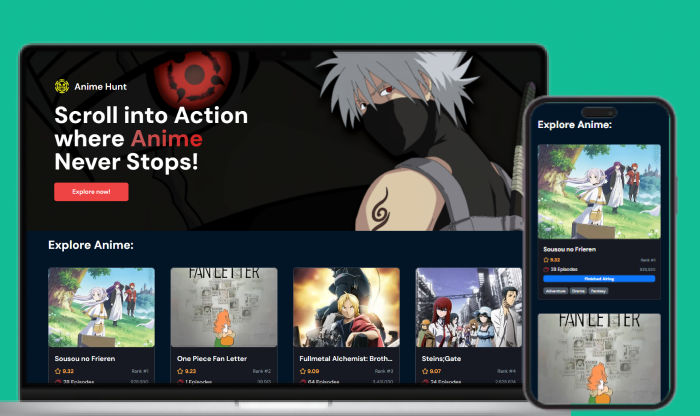 Anime Hunt
Scroll into Action
where Anime
Never Stops!
Explore now!
Explore Anime:
FAN LETTER
Sousou no Frieren
9.32
Rank #1
28 Episodes
One Piece Fan Letter
9.23
Rank #2
1 Episodes
Fullmetal Alchemist: Broth...
9.09
Rank #3
64 Episodes
Steins;Gate
9.07
Rank #4
24 Episodes
Explore Anime:
Sousou no Frieren
9.32
28 Episodes
Finished Airing
Adventure
Drama
Fantasy
FAN LETTER